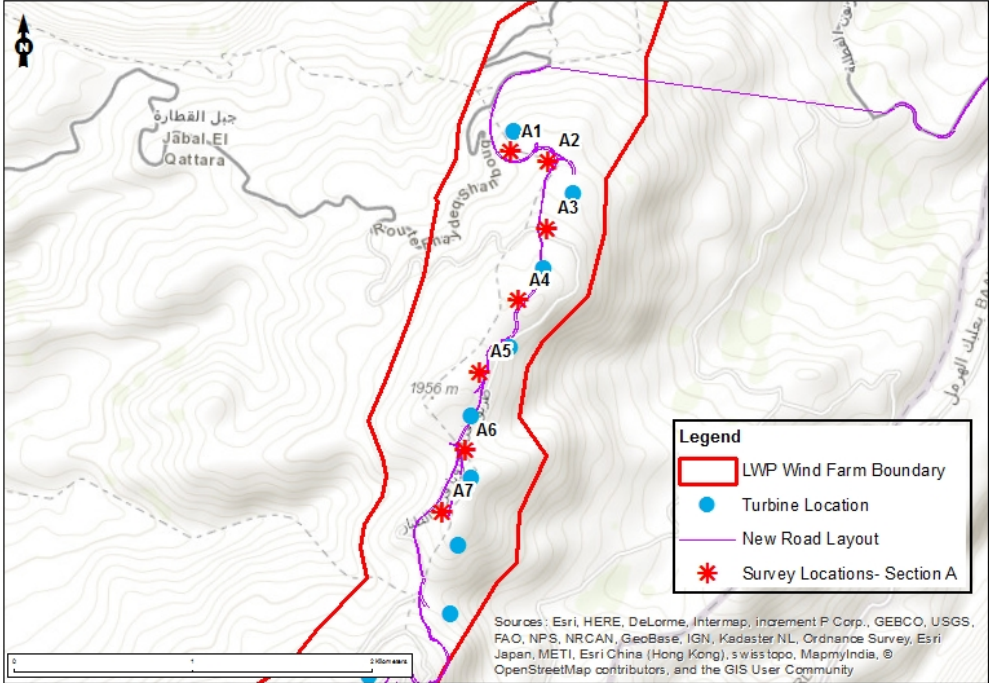 N
جبل القطارة
Jabal El
Qattara
A1
A2
A3
A4
A5
1956 m
A6
A7
بعلبك الهرمل
Legend
LWP Wind Farm Boundary
Turbine Location
New Road Layout
Survey Locations- Section A
Sources: Esri, HERE, DeLorme, Intermap, increment P Corp., GEBCO, USGS,
FAO, NPS, NRCAN, GeoBase, IGN, Kadaster NL, Ordnance Survey, Esri
Japan, METI, Esri China (Hong Kong), swisstopo, MapmyIndia, ©
OpenStreetMap contributors, and the GIS User Community
0 1 2 Kilometers